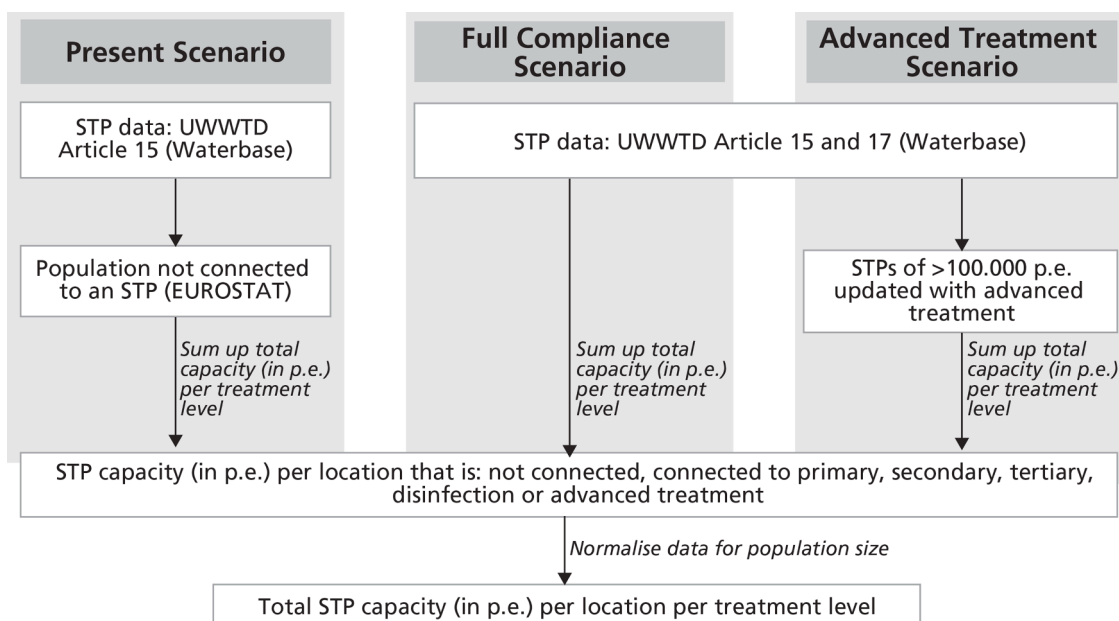 Present Scenario
Full Compliance
Scenario
Advanced Treatment
Scenario
STP data: UWWTD
Article 15 (Waterbase)
STP data: UWWTD Article 15 and 17 (Waterbase)
Population not connected
to an STP (EUROSTAT)
STPs of >100.000 p.e.
updated with advanced
treatment
Sum up total
capacity (in p.e.)
per treatment
level
Sum up total
capacity (in p.e.)
per treatment
level
Sum up total
capacity (in p.e.)
per treatment
level
STP capacity (in p.e.) per location that is: not connected, connected to primary, secondary, tertiary,
disinfection or advanced treatment
Normalise data for population size
Total STP capacity (in p.e.) per location per treatment level